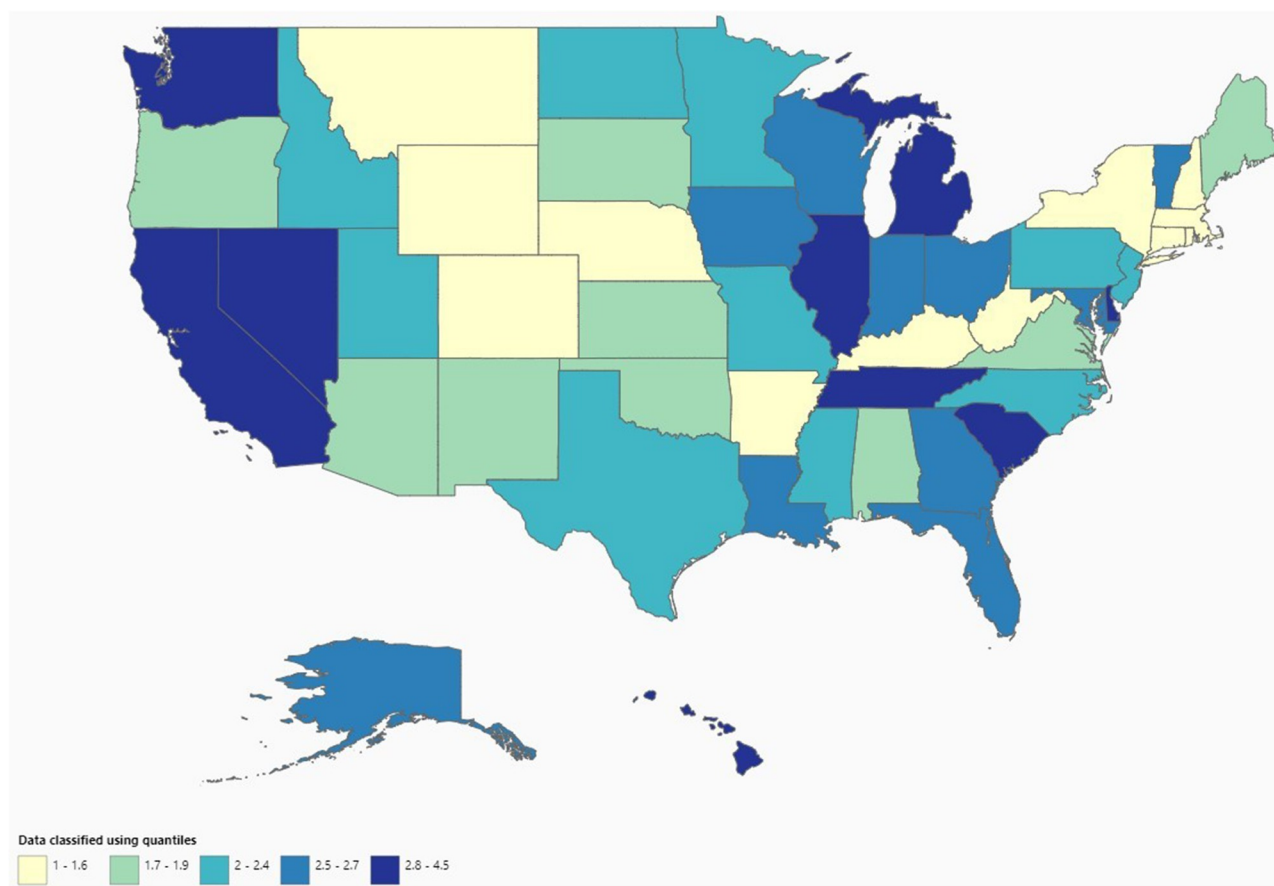 Data classified using quantiles
1 - 1.6 1.7 - 1.9 2 - 2.4 2.5 - 2.7 2.8 - 4.5